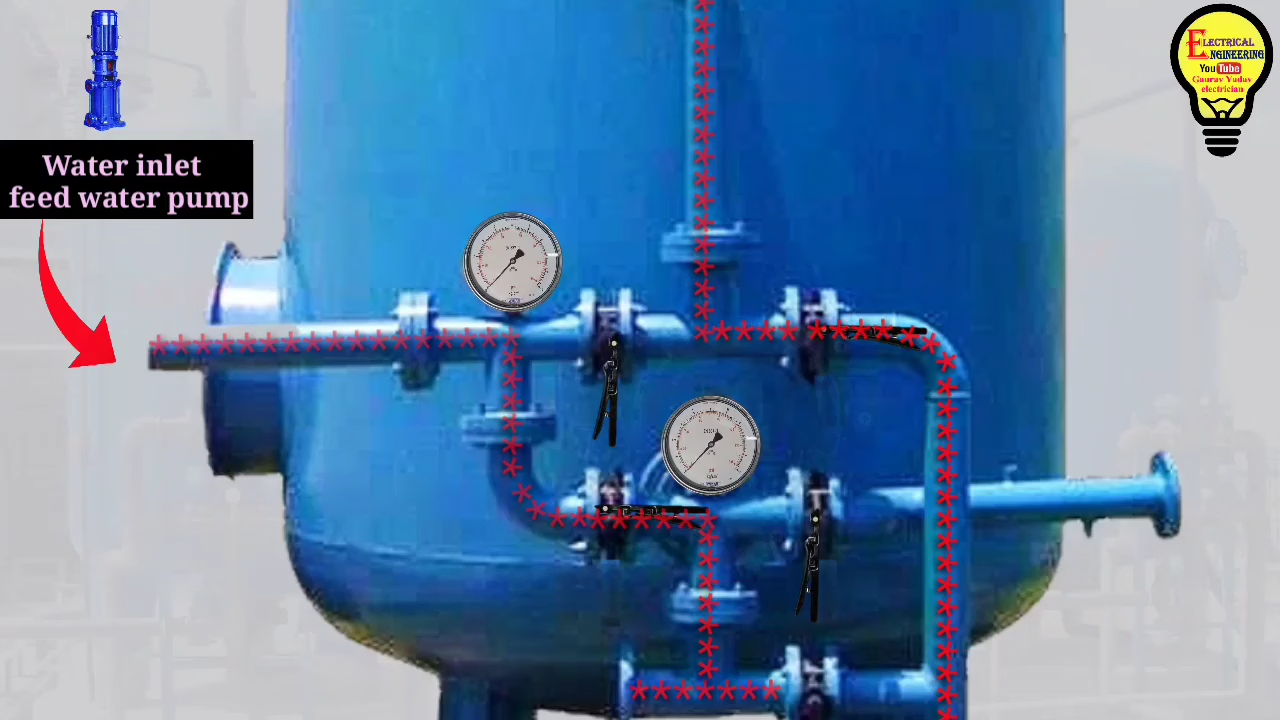 Water inlet
feed water pump
ELECTRICAL
ENGINEERING
YouTube
Gaurav Yadav
electrician